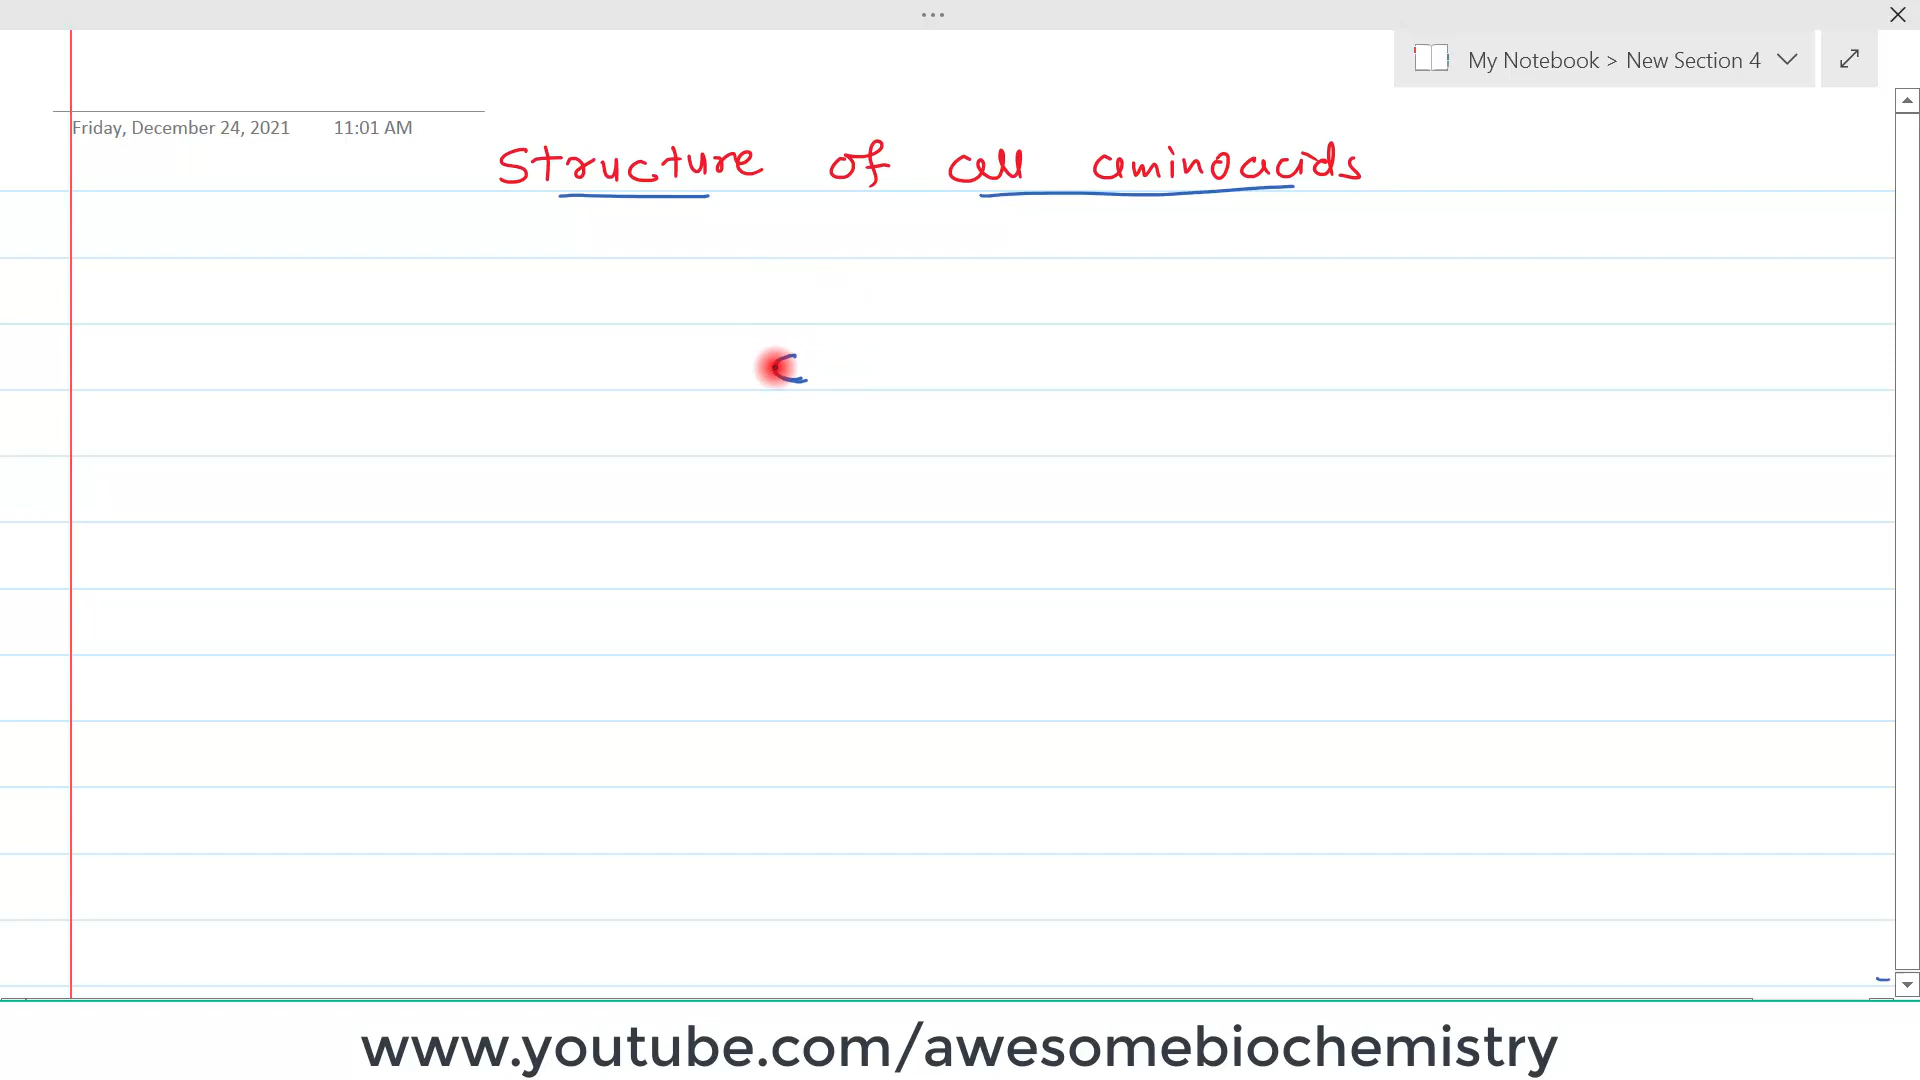 My Notebook > New Section 4
Friday, December 24, 2021 11:01 AM
Structure of all aminoacids
C
www.youtube.com/awesomebiochemistry